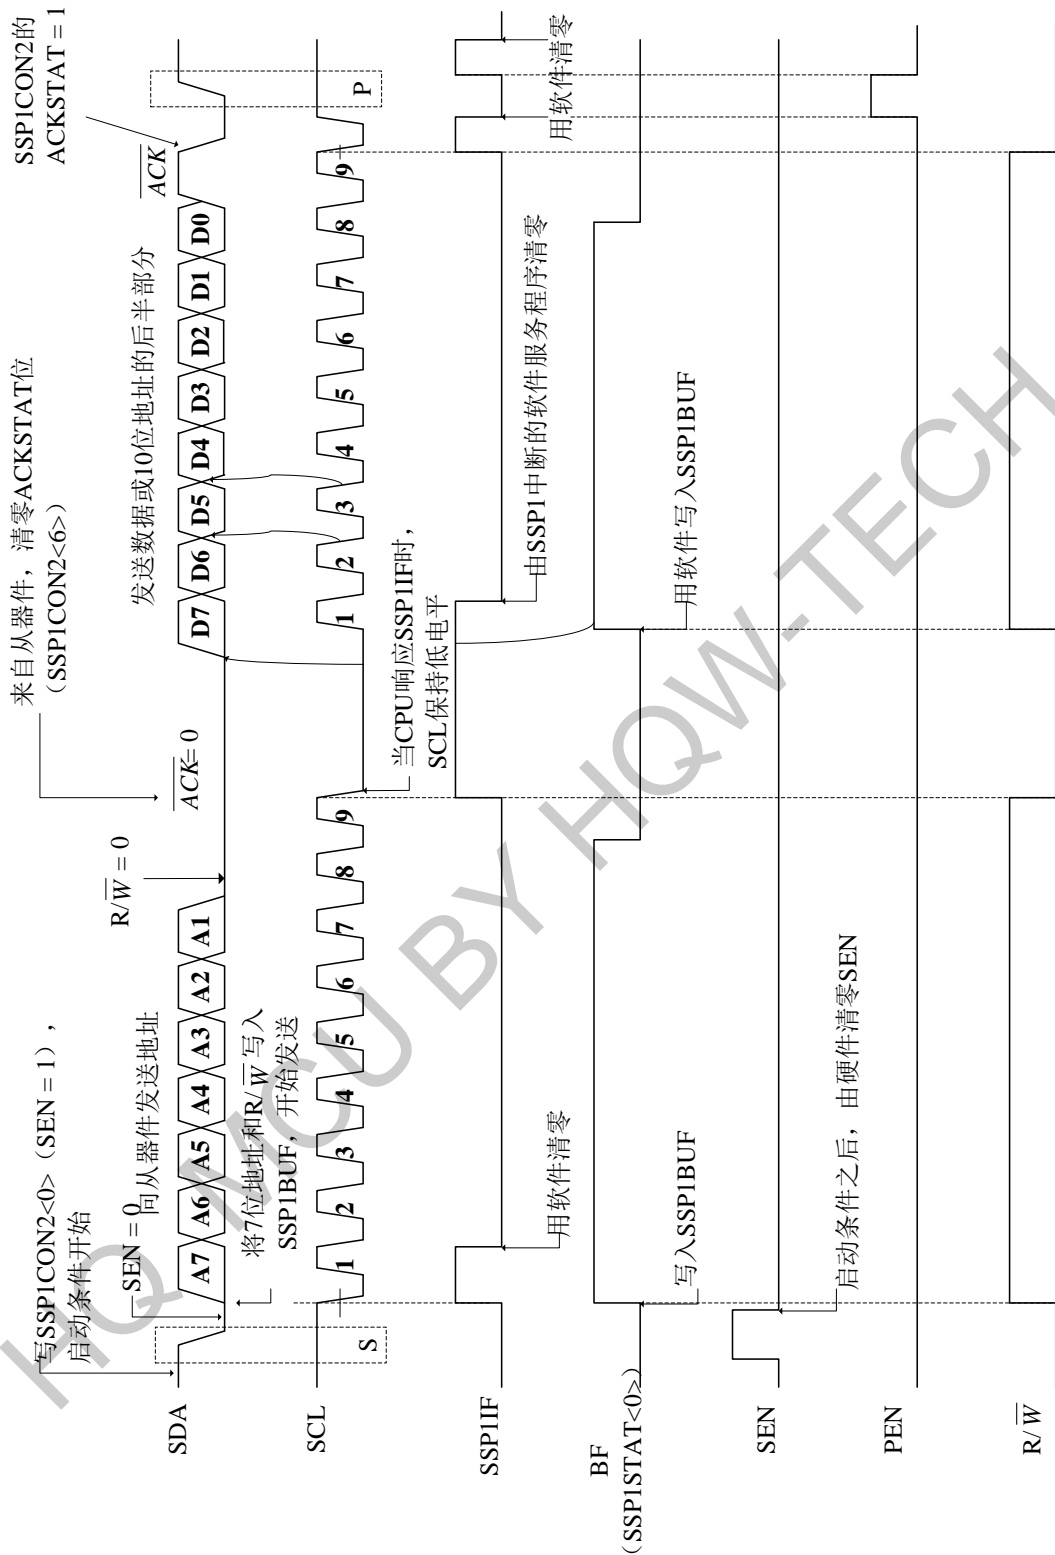 写SSP1CON2<0>（SEN = 1），
启动条件开始
SEN = 0
向从器件发送地址
R/W̅ = 0
来自从器件，清零ACKSTAT位
（SSP1CON2<6>）
A̅C̅K̅= 0
发送数据或10位地址的后半部分
A̅C̅K̅
SSP1CON2的
ACKSTAT = 1
SDA
A7 A6 A5 A4 A3 A2 A1
D7 D6 D5 D4 D3 D2 D1 D0
将7位地址和R/W̅ 写入
SSP1BUF，开始发送
SCL
S
1 2 3 4 5 6 7 8 9
1 2 3 4 5 6 7 8 9
P
当CPU响应SSP1IF时，
SCL保持低电平
SSP1IF
用软件清零
由SSP1中断的软件服务程序清零
用软件清零
BF
（SSP1STAT<0>）
写入SSP1BUF
用软件写入SSP1BUF
SEN
启动条件之后，由硬件清零SEN
PEN
R/W̅
HQ MCU BY HQW-TECH